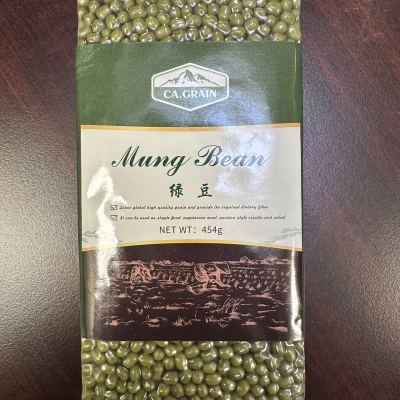 CA.GRAIN
Mung Bean
绿 豆
Select global high quality grain and provide the required dietary fiber
It can be used as staple food, vegetarian meal, western style risotto and salad
NET WT: 454g